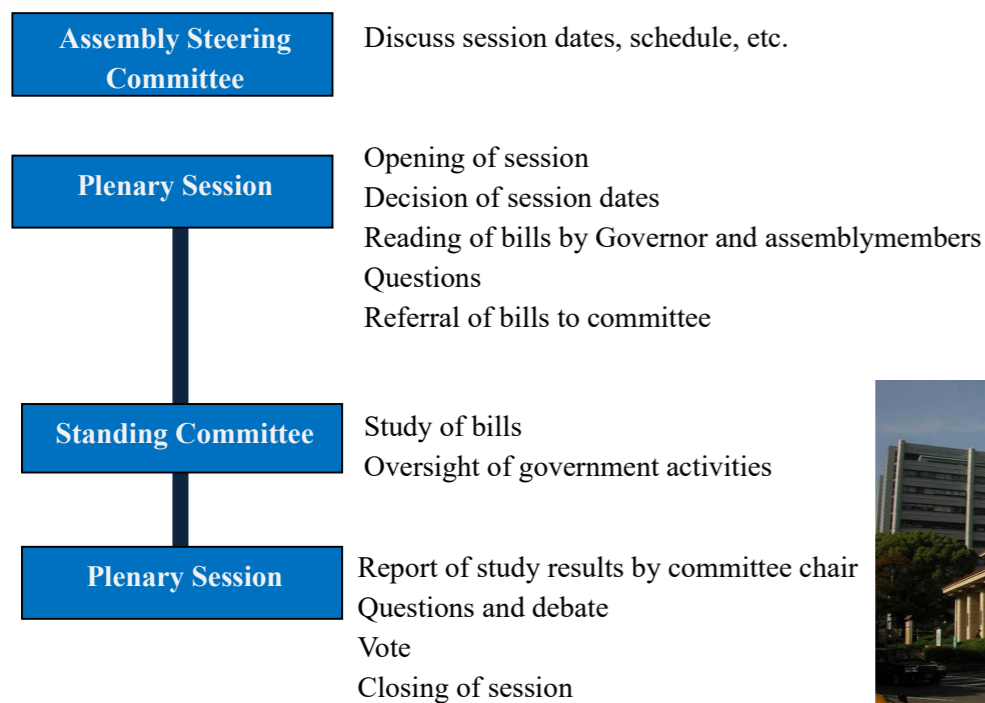 Assembly Steering
Committee
Discuss session dates, schedule, etc.
Plenary Session
Opening of session
Decision of session dates
Reading of bills by Governor and assemblymembers
Questions
Referral of bills to committee
Standing Committee
Study of bills
Oversight of government activities
Plenary Session
Report of study results by committee chair
Questions and debate
Vote
Closing of session